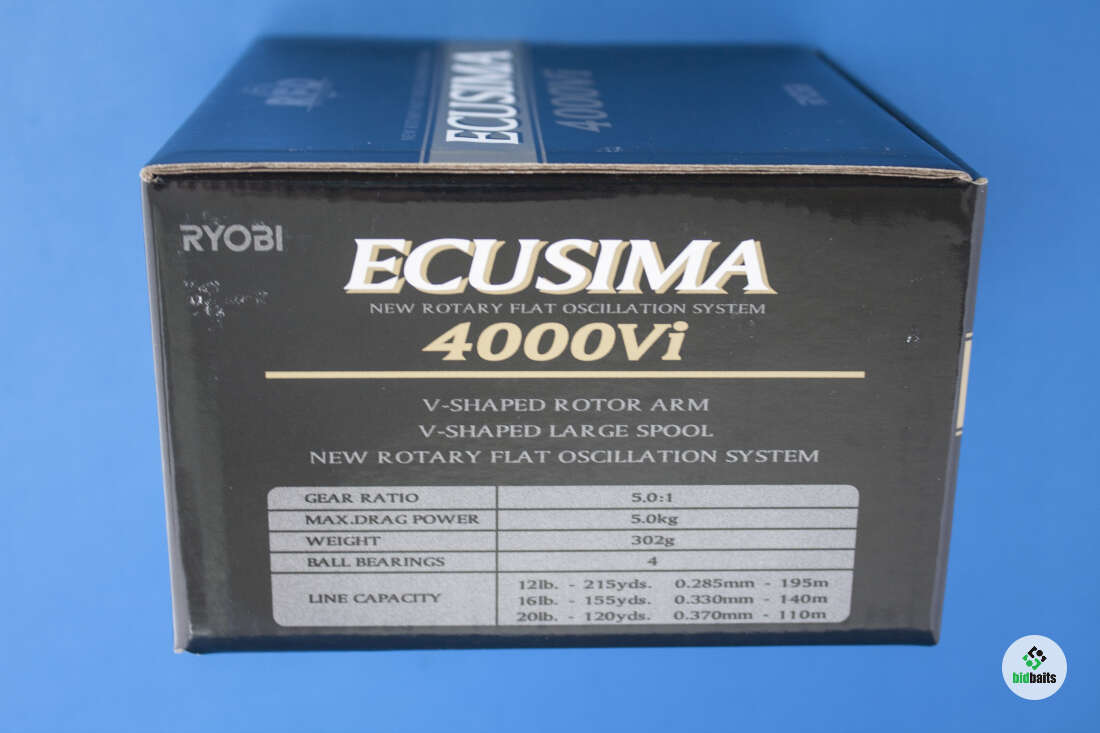 ECUSIMA
4000Vi
RYOBI
ECUSIMA
NEW ROTARY FLAT OSCILLATION SYSTEM
4000Vi
V-SHAPED ROTOR ARM
V-SHAPED LARGE SPOOL
NEW ROTARY FLAT OSCILLATION SYSTEM
GEAR RATIO 5.0:1
MAX.DRAG POWER 5.0kg
WEIGHT 302g
BALL BEARINGS 4
LINE CAPACITY
12lb. - 215yds. 0.285mm - 195m
16lb. - 155yds. 0.330mm - 140m
20lb. - 120yds. 0.370mm - 110m
bidbaits